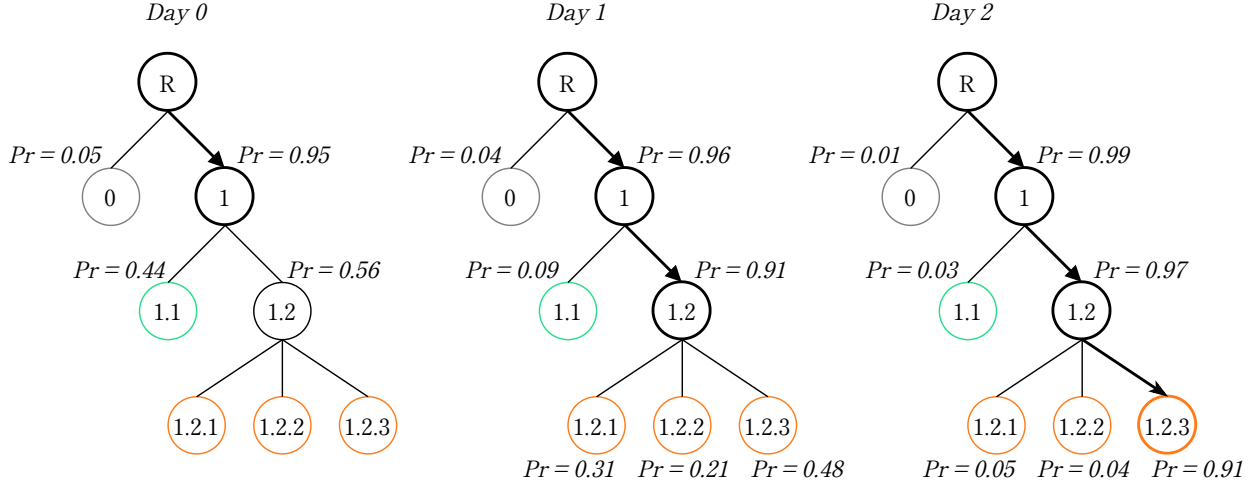 Day 0
Day 1
Day 2
R
R
R
Pr = 0.05
Pr = 0.95
Pr = 0.04
Pr = 0.96
Pr = 0.01
Pr = 0.99
0
1
0
1
0
1
Pr = 0.44
Pr = 0.56
Pr = 0.09
Pr = 0.91
Pr = 0.03
Pr = 0.97
1.1
1.2
1.1
1.2
1.1
1.2
1.2.1
1.2.2
1.2.3
1.2.1
1.2.2
1.2.3
1.2.1
1.2.2
1.2.3
Pr = 0.31
Pr = 0.21
Pr = 0.48
Pr = 0.05
Pr = 0.04
Pr = 0.91